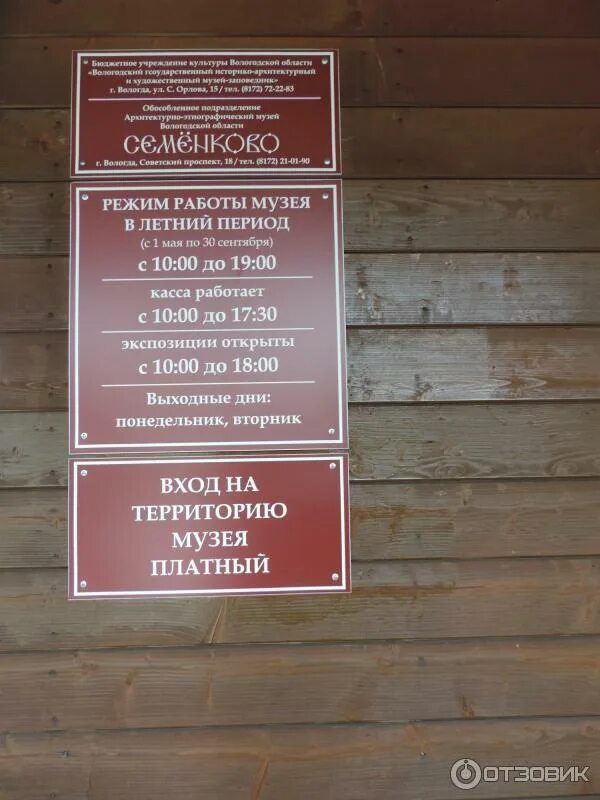 Бюджетное учреждение культуры Вологодской области
«Вологодский государственный историко-архитектурный
и художественный музей-заповедник»
г. Вологда, ул. С. Орлова, 15 / тел. (8172) 72-22-83
Обособленное подразделение
Архитектурно-этнографический музей
Вологодской области
СЕМЁНКОВО
г. Вологда, Советский проспект, 18 / тел. (8172) 21-01-90
РЕЖИМ РАБОТЫ МУЗЕЯ
В ЛЕТНИЙ ПЕРИОД
(с 1 мая по 30 сентября)
с 10:00 до 19:00
касса работает
с 10:00 до 17:30
экспозиции открыты
с 10:00 до 18:00
Выходные дни:
понедельник, вторник
ВХОД НА
ТЕРРИТОРИЮ
МУЗЕЯ
ПЛАТНЫЙ
ОТЗОВИК